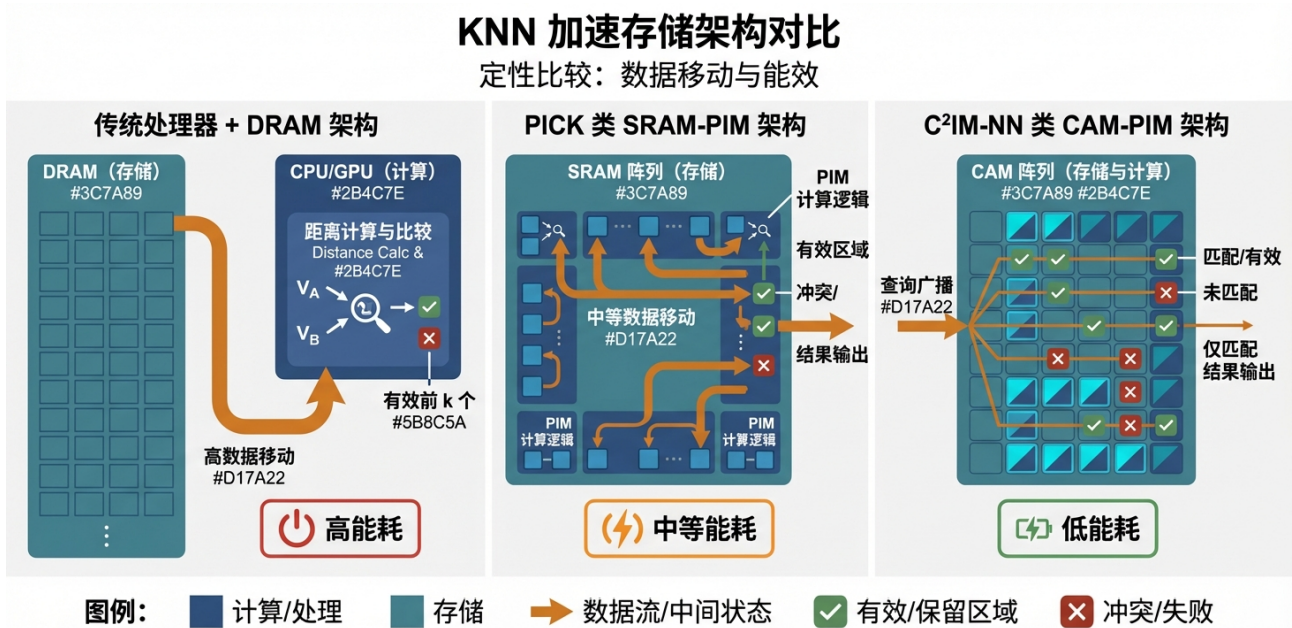 KNN 加速存储架构对比
定性比较：数据移动与能效
传统处理器 + DRAM 架构
DRAM（存储）
#3C7A89
CPU/GPU（计算）
#2B4C7E
距离计算与比较
Distance Calc &
#2B4C7E
VA
VB
有效前 k 个
#5B8C5A
高数据移动
#D17A22
高能耗
PICK 类 SRAM-PIM 架构
SRAM 阵列（存储）
#3C7A89
PIM
计算逻辑
有效区域
冲突/
中等数据移动
#D17A22
结果输出
PIM
计算逻辑
PIM
计算逻辑
中等能耗
C²IM-NN 类 CAM-PIM 架构
CAM 阵列（存储与计算）
#3C7A89 #2B4C7E
查询广播
#D17A22
匹配/有效
未匹配
仅匹配
结果输出
低能耗
图例：
计算/处理
存储
数据流/中间状态
有效/保留区域
冲突/失败